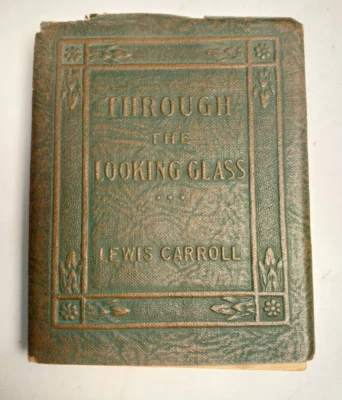 THROUGH
THE
LOOKING GLASS
LEWIS CARROLL